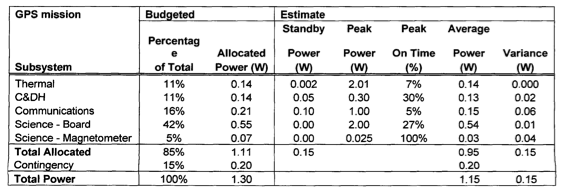 GPS mission Budgeted Estimate
Standby Peak Peak Average
Percentag
e Allocated Power Power On Time Power Variance
Subsystem of Total Power (W) (W) (W) (%) (W) (W)
Thermal 11% 0.14 0.002 2.01 7% 0.14 0.000
C&DH 11% 0.14 0.05 0.30 30% 0.13 0.02
Communications 16% 0.21 0.10 1.00 5% 0.15 0.06
Science - Board 42% 0.55 0.00 2.00 27% 0.54 0.01
Science - Magnetometer 5% 0.07 0.00 0.025 100% 0.03 0.04
Total Allocated 85% 1.11 0.15 0.95 0.15
Contingency 15% 0.20 0.20
Total Power 100% 1.30 1.15 0.15